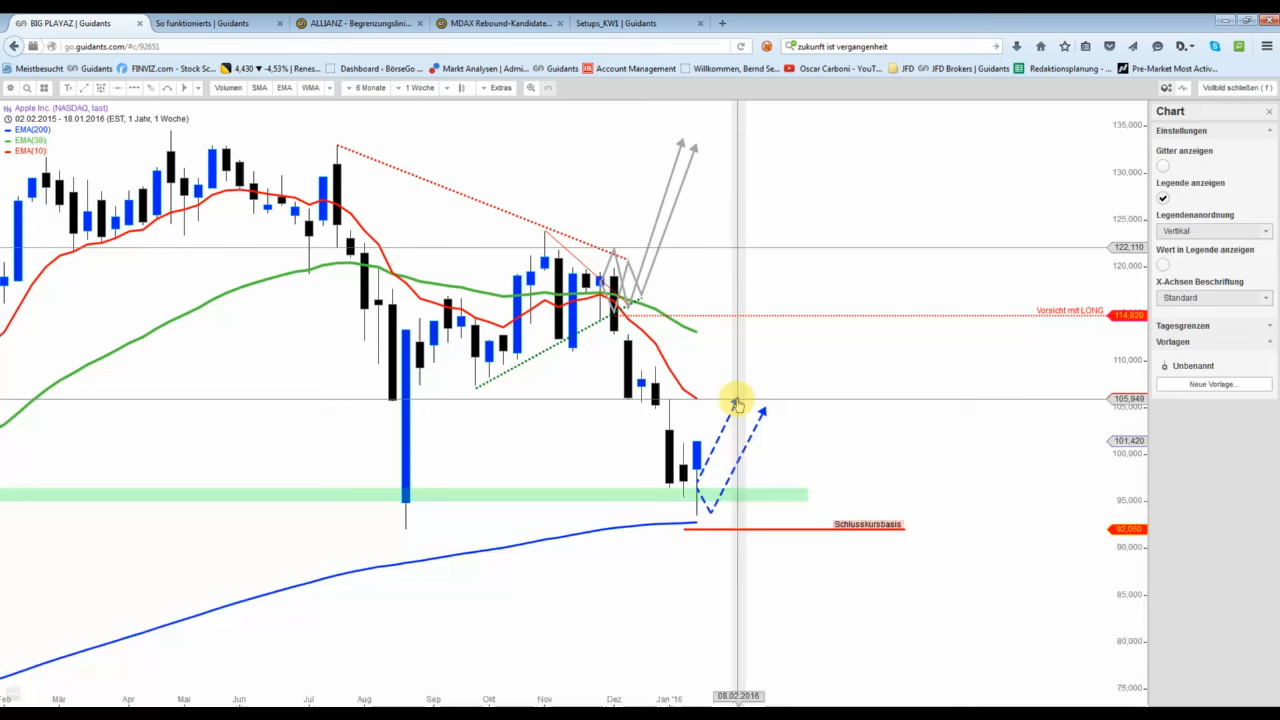 BIG PLAYAZ | Guidants
So funktionierts | Guidants
ALLIANZ - Begrenzungslini...
MDAX Rebound-Kandidate...
Setups_KW1 | Guidants
go.guidants.com/#c/92651
zukunft ist vergangenheit
Meistbesucht
Guidants
FINVIZ.com - Stock Sc...
4,430 ▾ -4.21% | Renes...
Dashboard - BörseGo ...
Markt Analysen | Admi...
Guidants
Account Management
Willkommen, Bernd Se...
Oscar Carboni - YouT...
JFD
JFD Brokers | Guidants
Redaktionsplanung - ...
Pre-Market Most Activ...
Volumen
SMA
EMA
WMA
6 Monate
1 Woche
Extras
Vollbild schließen ( f )
Apple Inc. (NASDAQ, last)
02.02.2015 - 18.01.2016 (EST, 1 Jahr, 1 Woche)
EMA(200)
EMA(38)
EMA(10)
Chart
Einstellungen
Gitter anzeigen
Legende anzeigen
Legendenanordnung
Vertikal
Wert in Legende anzeigen
X-Achsen Beschriftung
Standard
Tagesgrenzen
Vorlagen
Unbenannt
Neue Vorlage...
135,000
130,000
125,000
122,110
120,000
Vorsicht mit LONG
114,820
110,000
105,949
105,000
101,420
100,000
95,000
Schlusskursbasis
92,060
90,000
85,000
80,000
75,000
Feb
Mär
Apr
Mai
Jun
Jul
Aug
Sep
Okt
Nov
Dez
Jan '16
08.02.2016